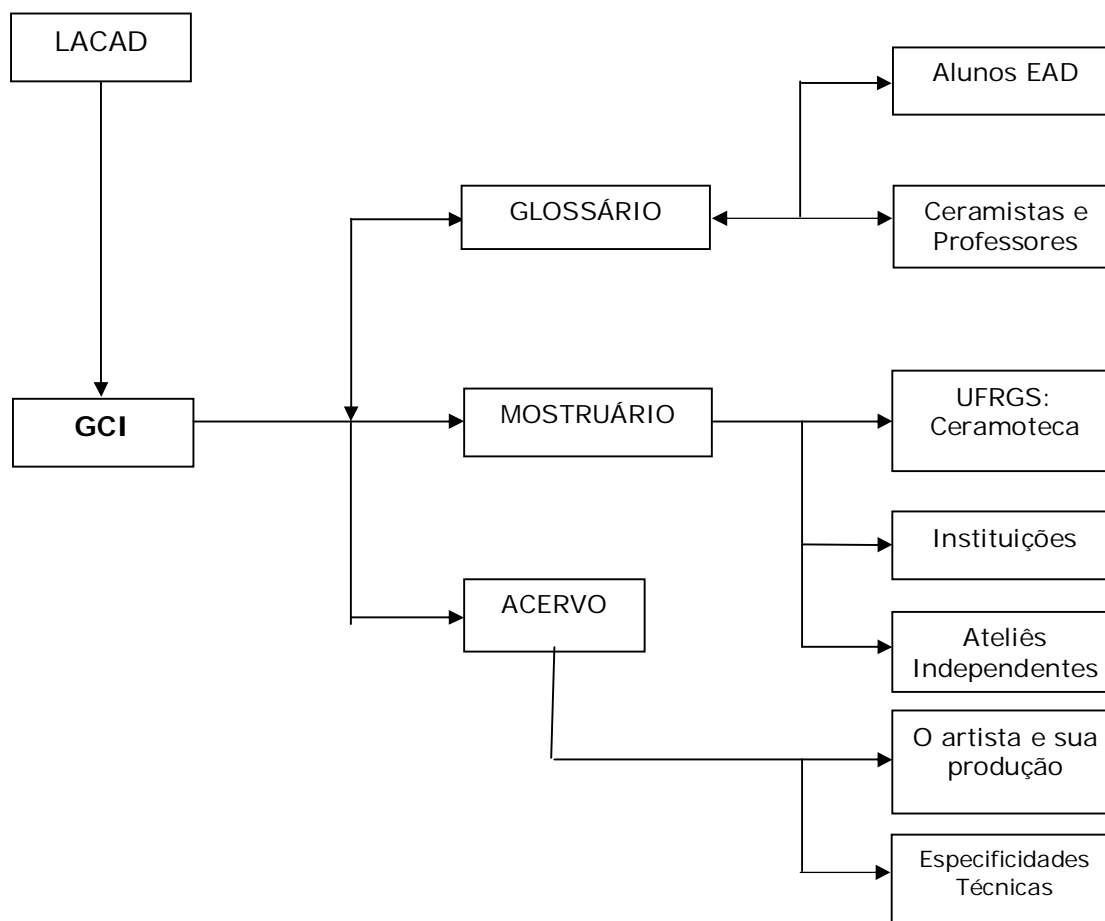 LACAD
Alunos EAD
GLOSSÁRIO
Ceramistas e
Professores
GCI
MOSTRUÁRIO
UFRGS:
Ceramoteca
Instituições
ACERVO
Ateliês
Independentes
O artista e sua
produção
Especificidades
Técnicas